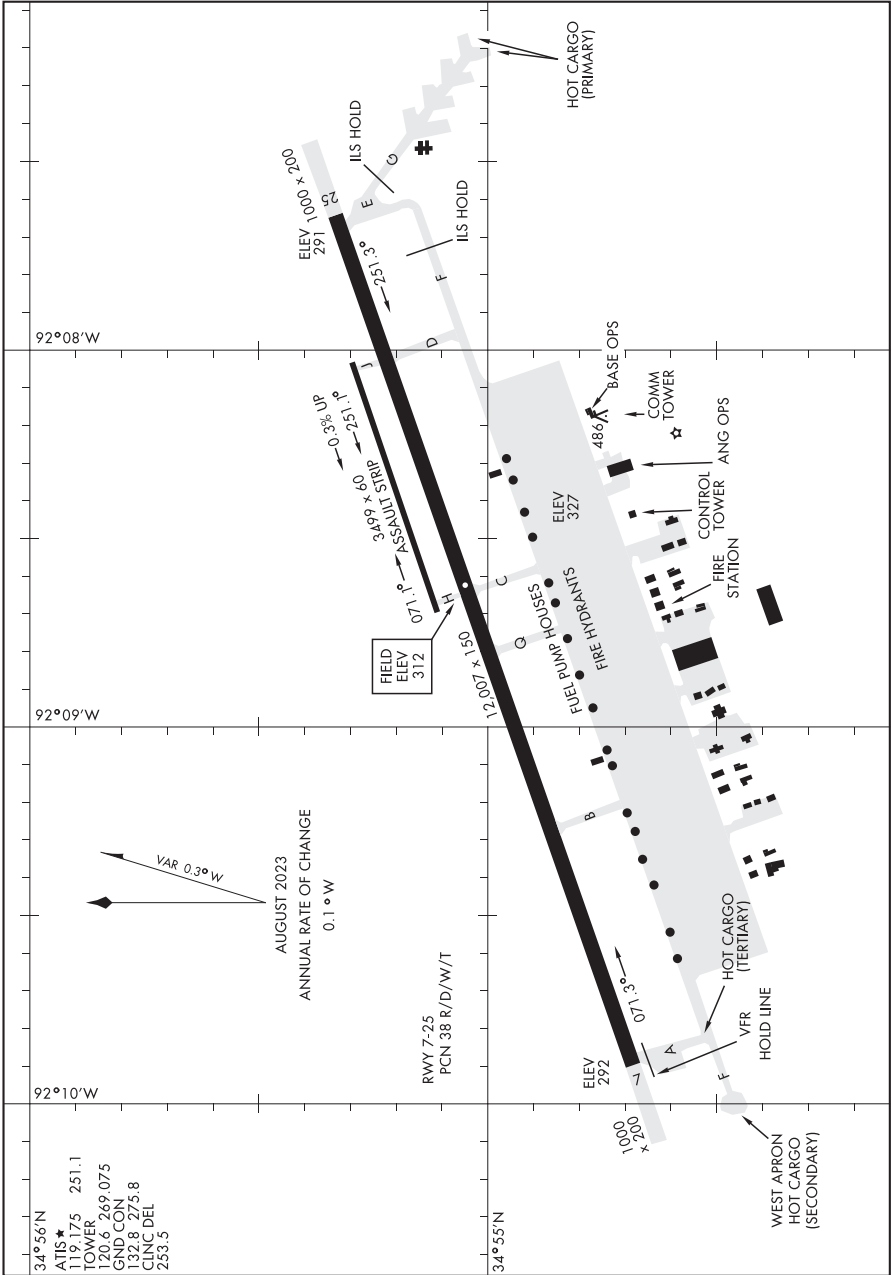 34°56'N
ATIS★
119.175 251.1
TOWER
120.6 269.075
GND CON
132.8 275.8
CLNC DEL
253.5
92°10'W
92°09'W
92°08'W
VAR 0.3° W
AUGUST 2023
ANNUAL RATE OF CHANGE
0.1° W
RWY 7-25
PCN 38 R/D/W/T
FIELD
ELEV
312
071.1°
3499 x 60
ASSAULT STRIP
0.3% UP
251.1°
H
J
ELEV
291
1000 x 200
25
251.3°
ILS HOLD
E
G
ILS HOLD
F
D
12,007 x 150
C
Q
B
34°55'N
1000
x 200
ELEV
292
7
071.3°
A
F
VFR
HOLD LINE
HOT CARGO
(TERTIARY)
WEST APRON
HOT CARGO
(SECONDARY)
HOT CARGO
(PRIMARY)
FUEL PUMP HOUSES
FIRE HYDRANTS
ELEV
327
486
BASE OPS
COMM
TOWER
ANG OPS
CONTROL
TOWER
FIRE
STATION